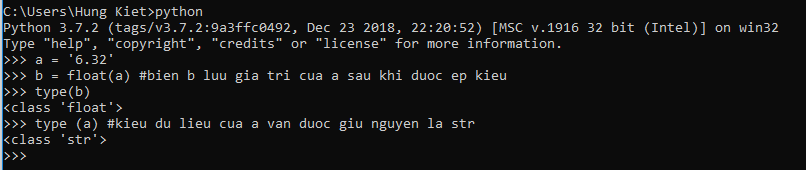 C:\Users\Hung Kiet>python
Python 3.7.2 (tags/v3.7.2:9a3ffc0492, Dec 23 2018, 22:20:52) [MSC v.1916 32 bit (Intel)] on win32
Type "help", "copyright", "credits" or "license" for more information.
>>> a = '6.32'
>>> b = float(a) #bien b luu gia tri cua a sau khi duoc ep kieu
>>> type(b)
<class 'float'>
>>> type (a) #kieu du lieu cua a van duoc giu nguyen la str
<class 'str'>
>>>